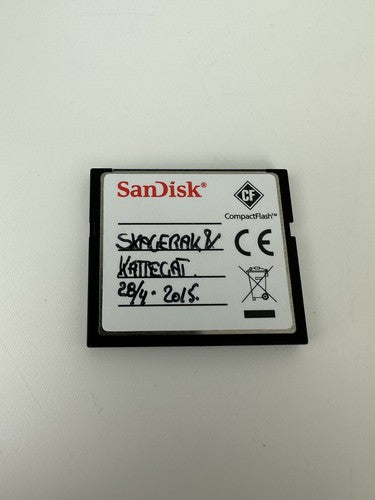 SanDisk®
CF
CompactFlash™
SKAGERAK &
KATTEGAT.
CE
28/4. 2015.